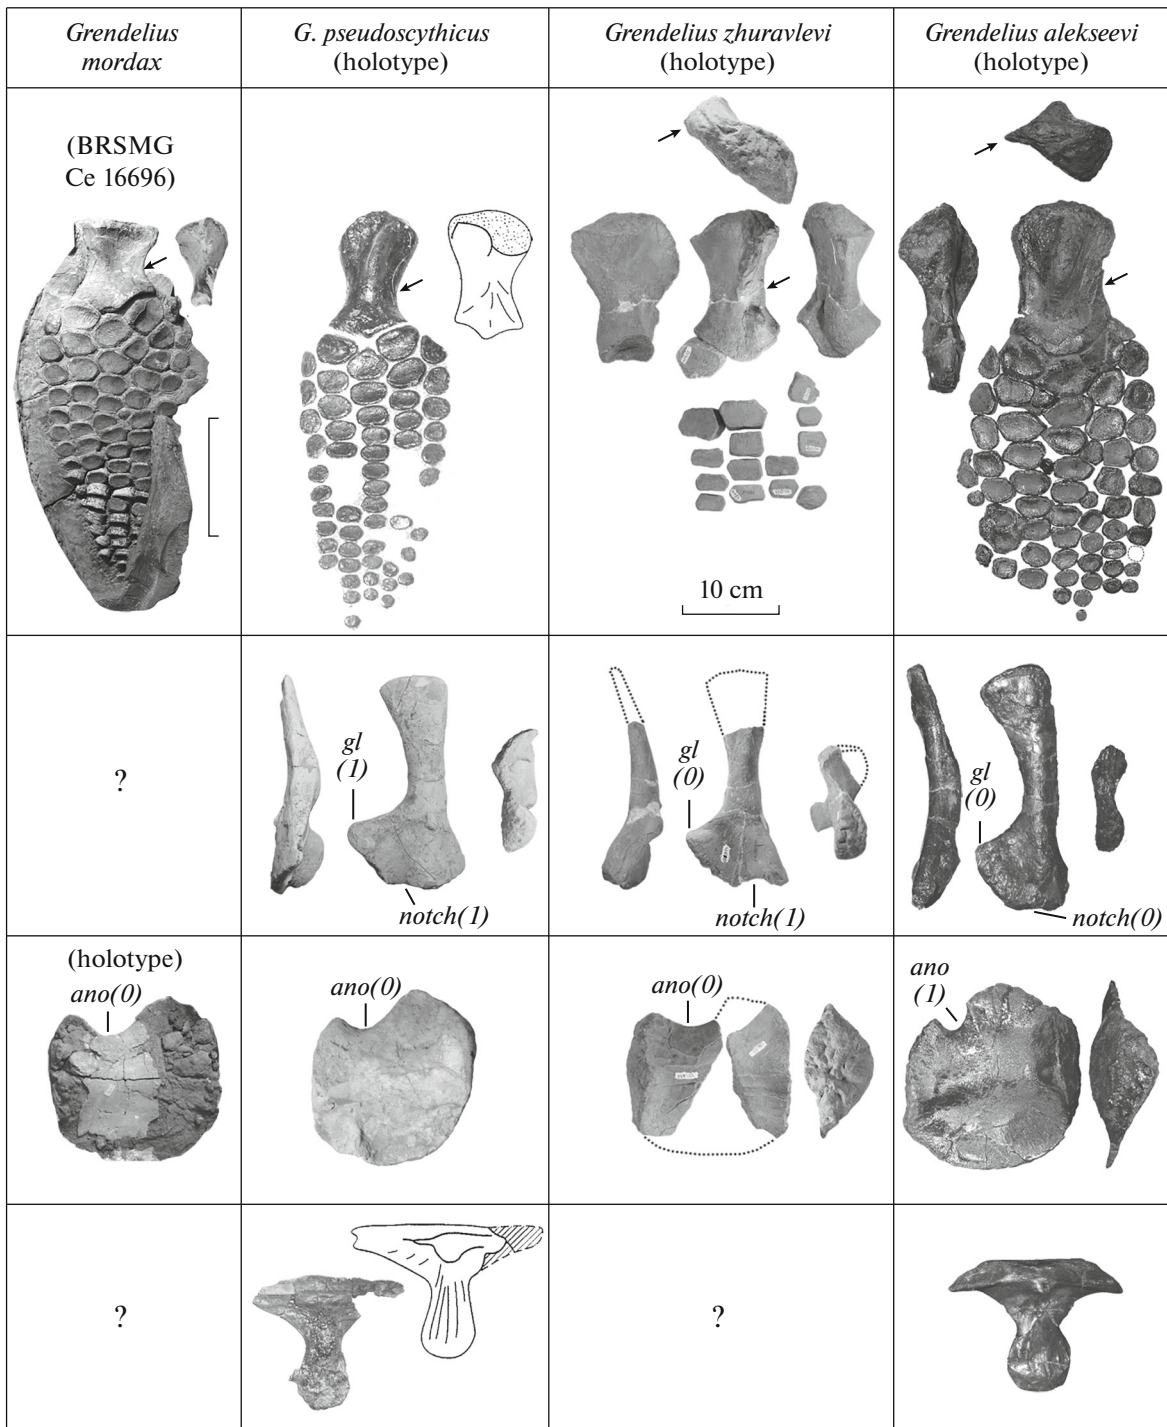 Grendelius
mordax
G. pseudoscythicus
(holotype)
Grendelius zhuravlevi
(holotype)
Grendelius alekseevi
(holotype)
(BRSMG
Ce 16696)
10 cm
?
gl
(1)
notch(1)
gl
(0)
notch(1)
gl
(0)
notch(0)
(holotype)
ano(0)
ano(0)
ano(0)
ano
(1)
?
?